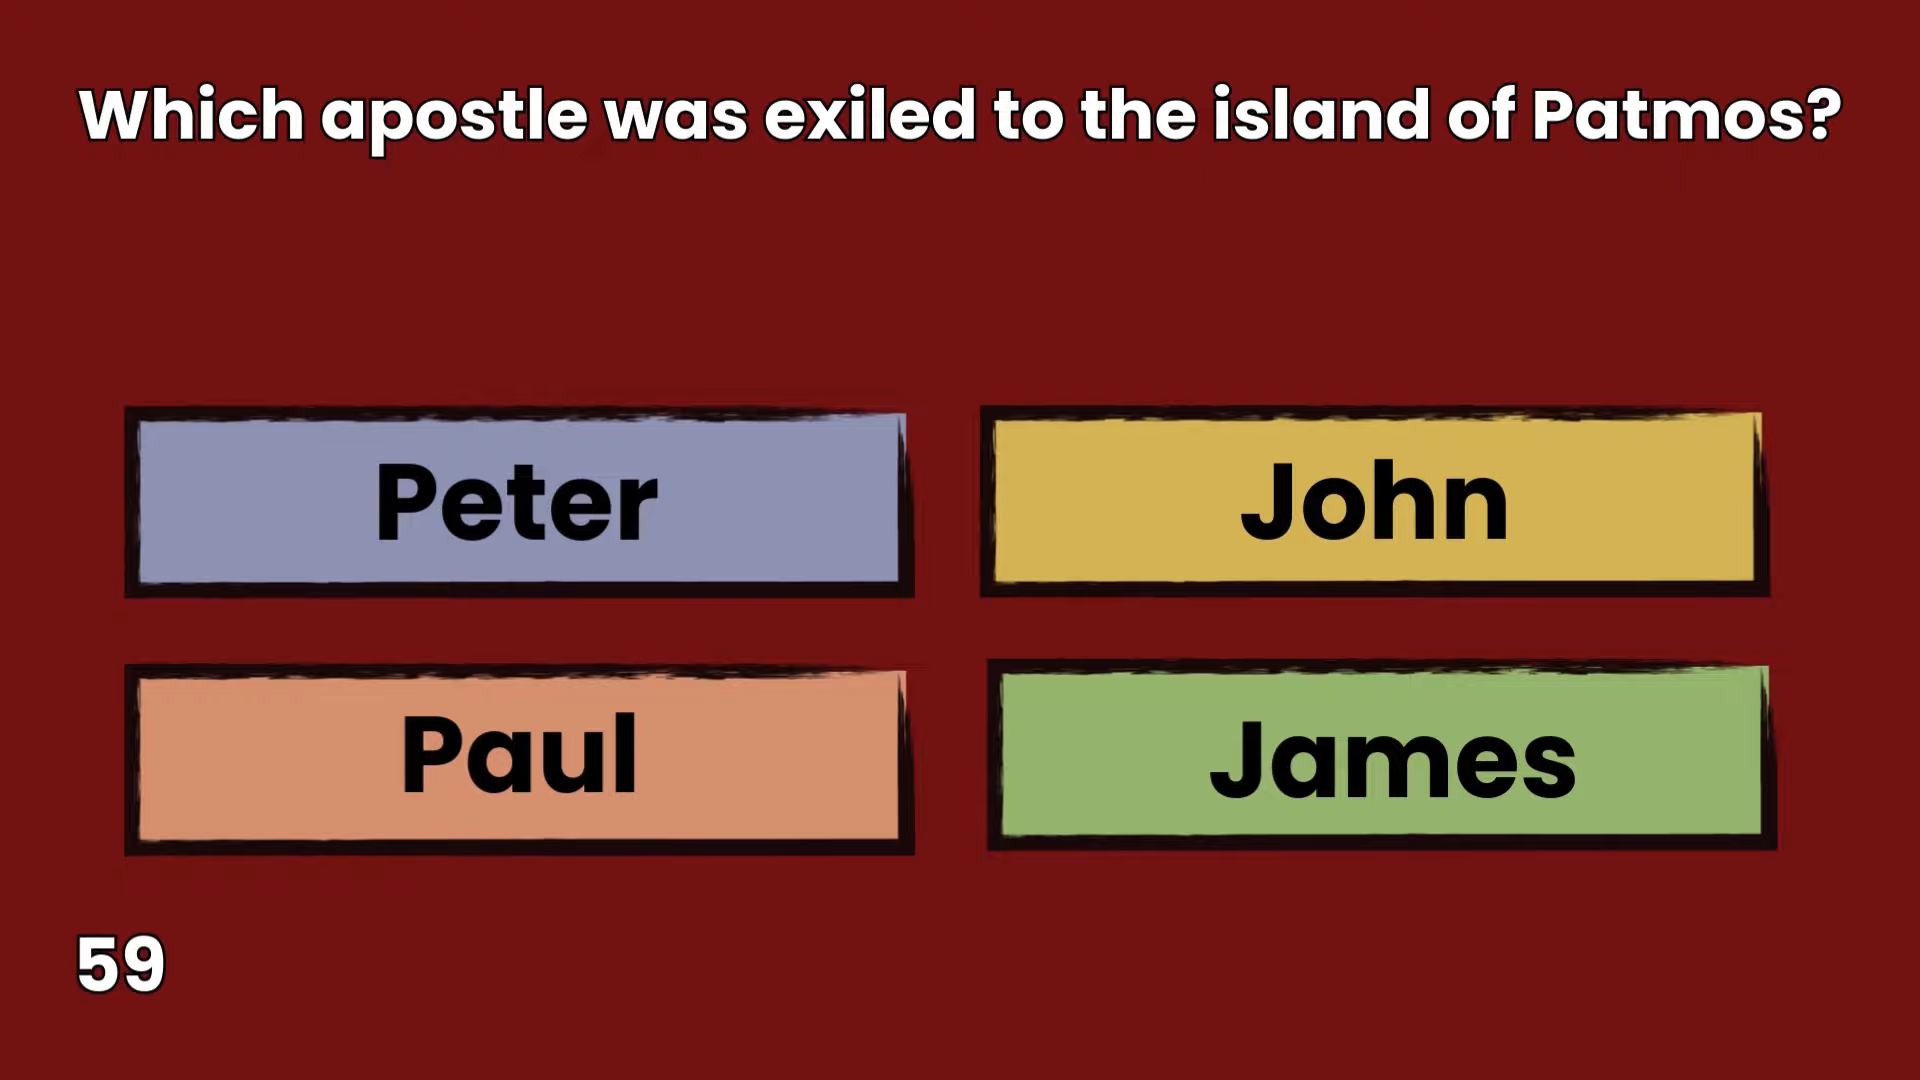 Which apostle was exiled to the island of Patmos?
Peter
John
Paul
James
59